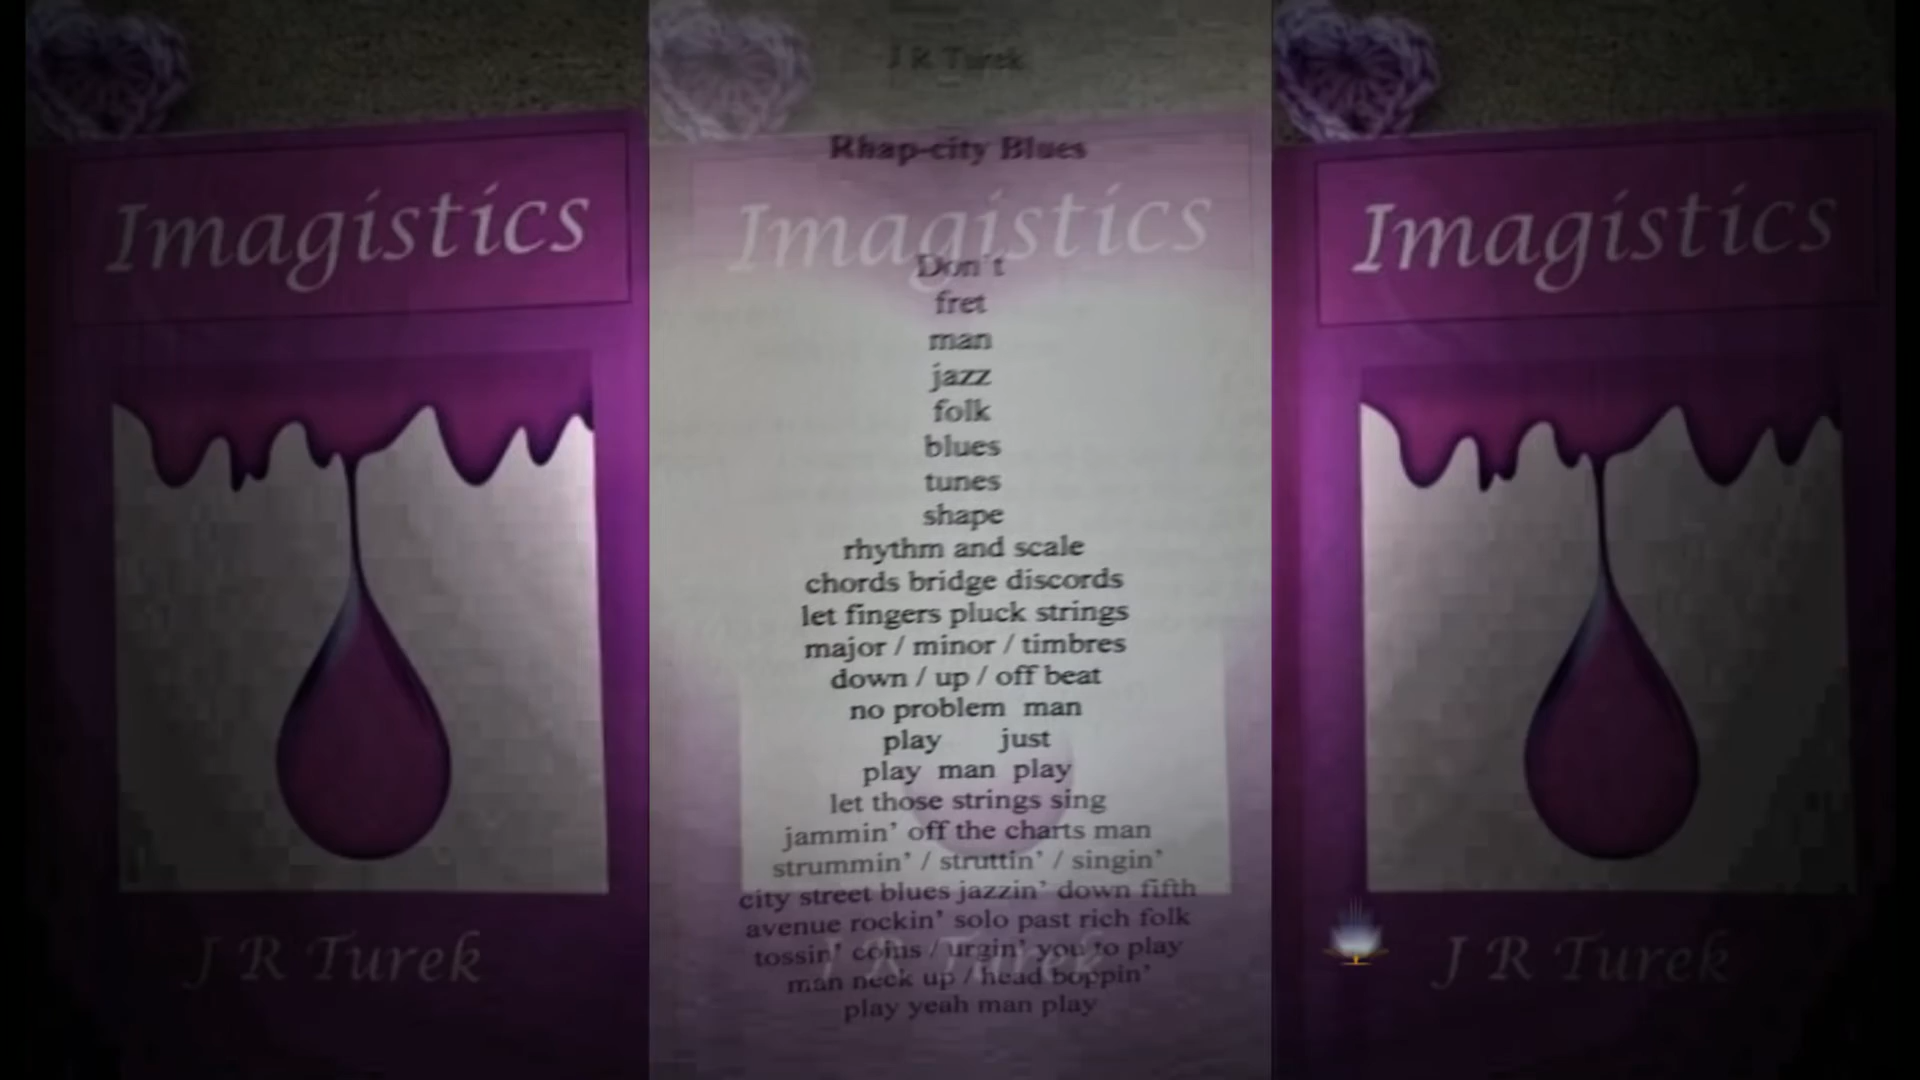 Imagistics
J R Turek
J R Turek
Rhap-city Blues
Imagistics
Don't
fret
man
jazz
folk
blues
tunes
shape
rhythm and scale
chords bridge discords
let fingers pluck strings
major / minor / timbres
down / up / off beat
no problem man
play just
play man play
let those strings sing
jammin' off the charts man
strummin' / struttin' / singin'
city street blues jazzin' down fifth
avenue rockin' solo past rich folk
tossin' coins / urgin' you to play
man neck up / head boppin'
play yeah man play
Imagistics
J R Turek